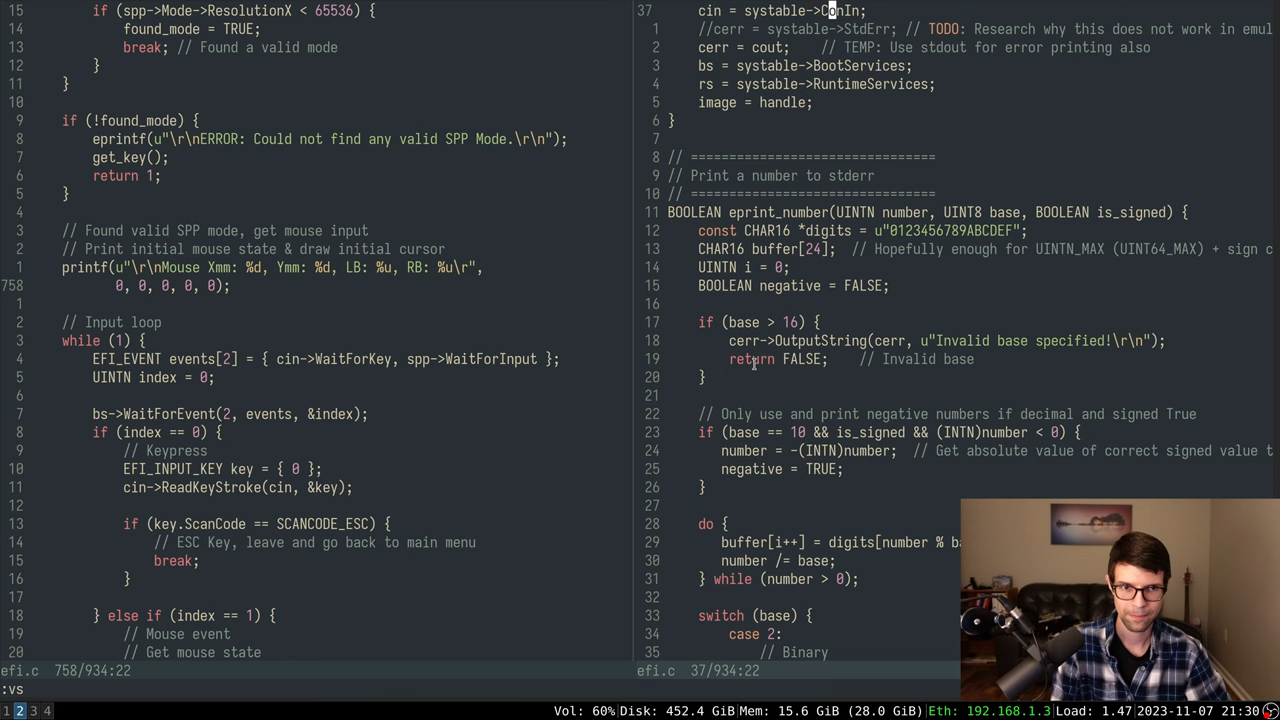 15         if (spp->Mode->ResolutionX < 65536) {
14             found_mode = TRUE;
13             break; // Found a valid mode
12         }
11     }
10
9     if (!found_mode) {
8         eprintf(u"\r\nERROR: Could not find any valid SPP Mode.\r\n");
7         get_key();
6         return 1;
5     }
4
3     // Found valid SPP mode, get mouse input
2     // Print initial mouse state & draw initial cursor
1     printf(u"\r\nMouse Xmm: %d, Ymm: %d, LB: %u, RB: %u\r",
758            0, 0, 0, 0, 0);
1
2     // Input loop
3     while (1) {
4         EFI_EVENT events[2] = { cin->WaitForKey, spp->WaitForInput };
5         UINTN index = 0;
6
7         bs->WaitForEvent(2, events, &index);
8         if (index == 0) {
9             // Keypress
10            EFI_INPUT_KEY key = { 0 };
11            cin->ReadKeyStroke(cin, &key);
12
13            if (key.ScanCode == SCANCODE_ESC) {
14                // ESC Key, leave and go back to main menu
15                break;
16            }
17
18        } else if (index == 1) {
19            // Mouse event
20            // Get mouse state
efi.c  758/934:22
37     cin = systable->ConIn;
1     //cerr = systable->StdErr; // TODO: Research why this does not work in emul
2     cerr = cout;    // TEMP: Use stdout for error printing also
3     bs = systable->BootServices;
4     rs = systable->RuntimeServices;
5     image = handle;
6 }
7
8 // ================================
9 // Print a number to stderr
10 // ================================
11 BOOLEAN eprint_number(UINTN number, UINT8 base, BOOLEAN is_signed) {
12     const CHAR16 *digits = u"0123456789ABCDEF";
13     CHAR16 buffer[24];  // Hopefully enough for UINTN_MAX (UINT64_MAX) + sign c
14     UINTN i = 0;
15     BOOLEAN negative = FALSE;
16
17     if (base > 16) {
18         cerr->OutputString(cerr, u"Invalid base specified!\r\n");
19         return FALSE;    // Invalid base
20     }
21
22     // Only use and print negative numbers if decimal and signed True
23     if (base == 10 && is_signed && (INTN)number < 0) {
24        number = -(INTN)number;  // Get absolute value of correct signed value t
25        negative = TRUE;
26     }
27
28     do {
29        buffer[i++] = digits[number % ba
30        number /= base;
31     } while (number > 0);
32
33     switch (base) {
34         case 2:
35             // Binary
efi.c  37/934:22
:vs
1 2 3 4
Vol: 60%|Disk: 452.4 GiB|Mem: 15.6 GiB (28.0 GiB)|Eth: 192.168.1.3|Load: 1.47|2023-11-07 21:30